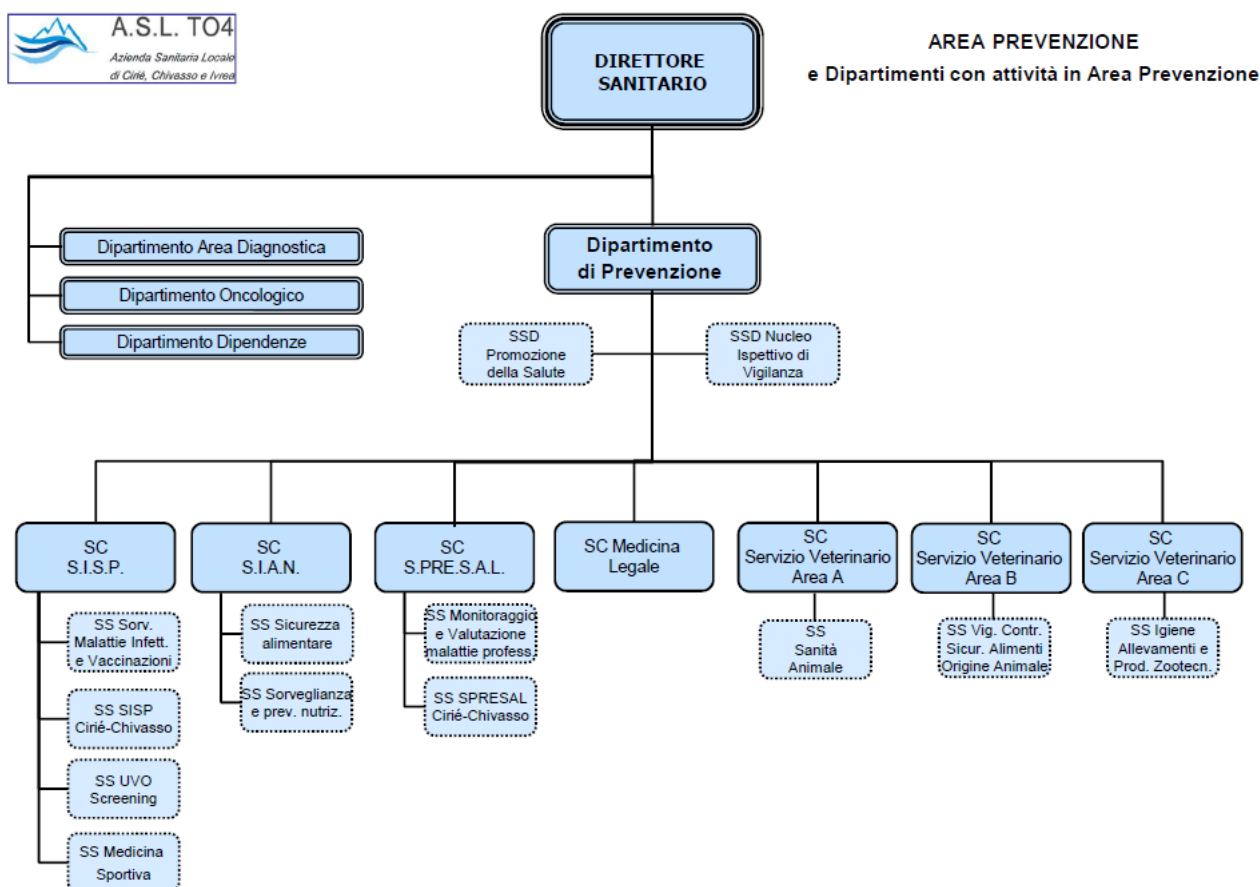 A.S.L. TO4
Azienda Sanitaria Locale
di Cirié, Chivasso e Ivrea
AREA PREVENZIONE
e Dipartimenti con attività in Area Prevenzione
DIRETTORE
SANITARIO
Dipartimento Area Diagnostica
Dipartimento Oncologico
Dipartimento Dipendenze
Dipartimento
di Prevenzione
SSD
Promozione
della Salute
SSD Nucleo
Ispettivo di
Vigilanza
SC
S.I.S.P.
SC
S.I.A.N.
SC
S.PRE.S.A.L.
SC Medicina
Legale
SC
Servizio Veterinario
Area A
SC
Servizio Veterinario
Area B
SC
Servizio Veterinario
Area C
SS Sorv.
Malattie Infett.
e Vaccinazioni
SS SISP
Cirié-Chivasso
SS UVO
Screening
SS Medicina
Sportiva
SS Sicurezza
alimentare
SS Sorveglianza
e prev. nutriz.
SS Monitoraggio
e Valutazione
malattie profess.
SS SPRESAL
Cirié-Chivasso
SS
Sanità
Animale
SS Vig. Contr.
Sicur. Alimenti
Origine Animale
SS Igiene
Allevamenti e
Prod. Zootecn.